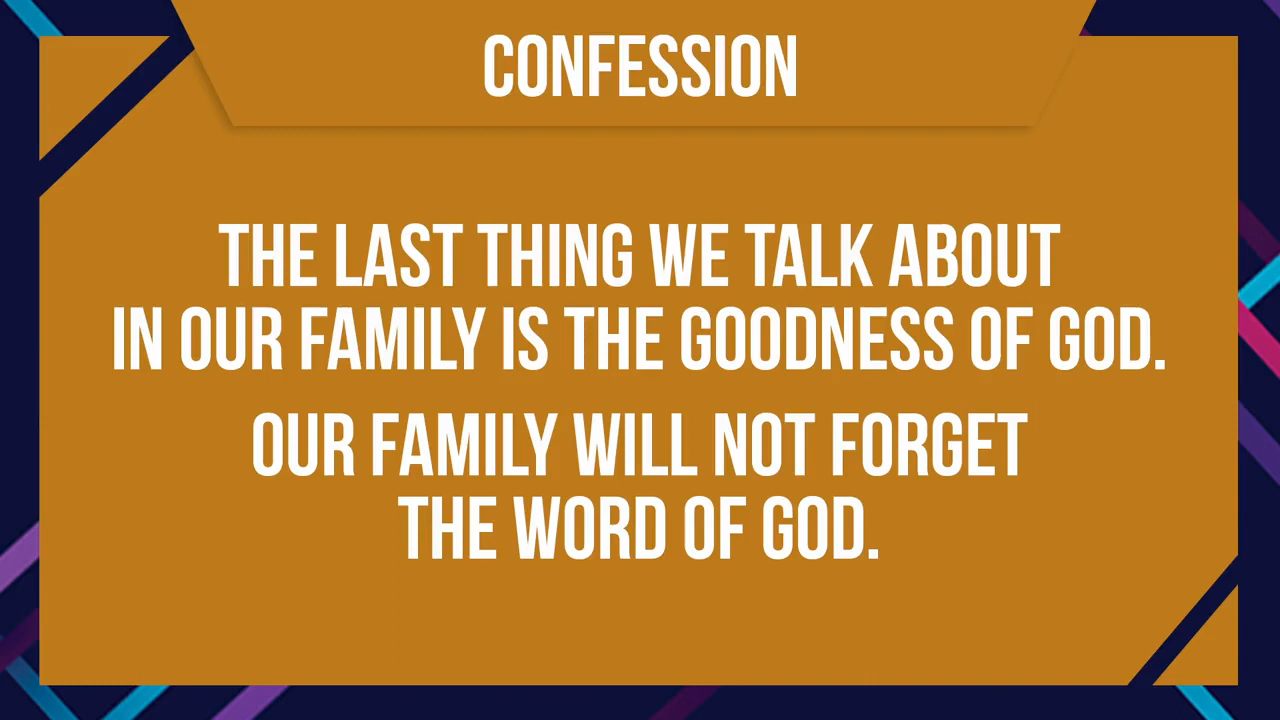 CONFESSION
THE LAST THING WE TALK ABOUT
IN OUR FAMILY IS THE GOODNESS OF GOD.
OUR FAMILY WILL NOT FORGET
THE WORD OF GOD.